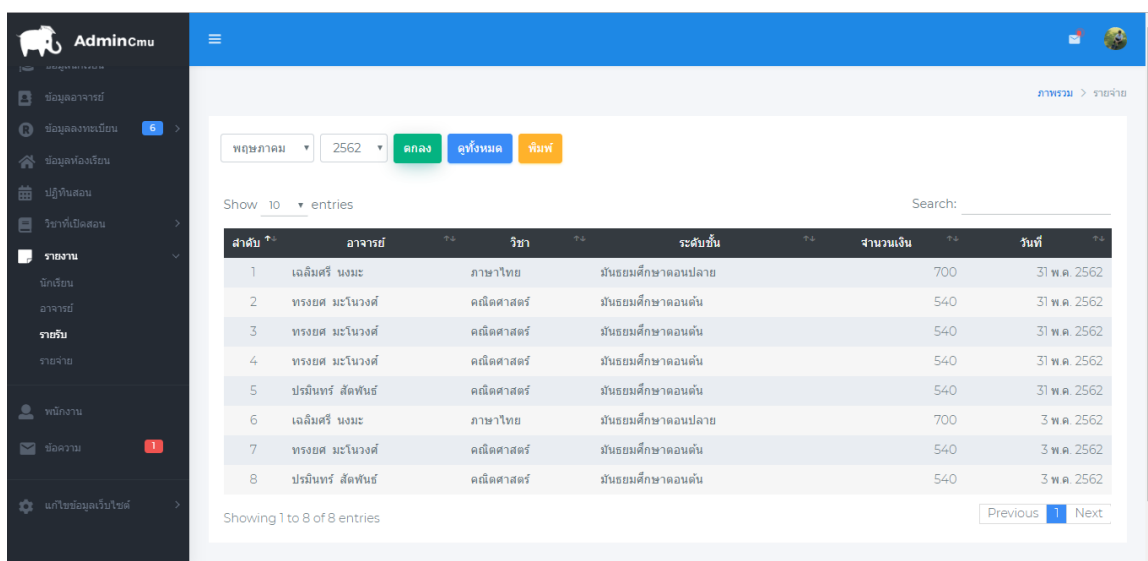 AdminCmu
ข้อมูลอาจารย์
ข้อมูลลงทะเบียน 6
ข้อมูลห้องเรียน
ปฏิทินสอน
วิชาที่เปิดสอน
รายงาน
นักเรียน
อาจารย์
รายรับ
รายจ่าย
พนักงาน
ข้อความ 1
แก้ไขข้อมูลเว็บไซต์
ภาพรวม > รายจ่าย
พฤษภาคม 2562 ตกลง ดูทั้งหมด พิมพ์
Show 10 entries Search:
ลำดับ อาจารย์ วิชา ระดับชั้น จำนวนเงิน วันที่
1 เฉลิมศรี นงมะ ภาษาไทย มันธยมศึกษาตอนปลาย 700 31 พ.ค. 2562
2 ทรงยศ มะโนวงศ์ คณิตศาสตร์ มันธยมศึกษาตอนต้น 540 31 พ.ค. 2562
3 ทรงยศ มะโนวงศ์ คณิตศาสตร์ มันธยมศึกษาตอนต้น 540 31 พ.ค. 2562
4 ทรงยศ มะโนวงศ์ คณิตศาสตร์ มันธยมศึกษาตอนต้น 540 31 พ.ค. 2562
5 ปรมินทร์ สัตพันธ์ คณิตศาสตร์ มันธยมศึกษาตอนต้น 540 31 พ.ค. 2562
6 เฉลิมศรี นงมะ ภาษาไทย มันธยมศึกษาตอนปลาย 700 3 พ.ค. 2562
7 ทรงยศ มะโนวงศ์ คณิตศาสตร์ มันธยมศึกษาตอนต้น 540 3 พ.ค. 2562
8 ปรมินทร์ สัตพันธ์ คณิตศาสตร์ มันธยมศึกษาตอนต้น 540 3 พ.ค. 2562
Showing 1 to 8 of 8 entries Previous 1 Next